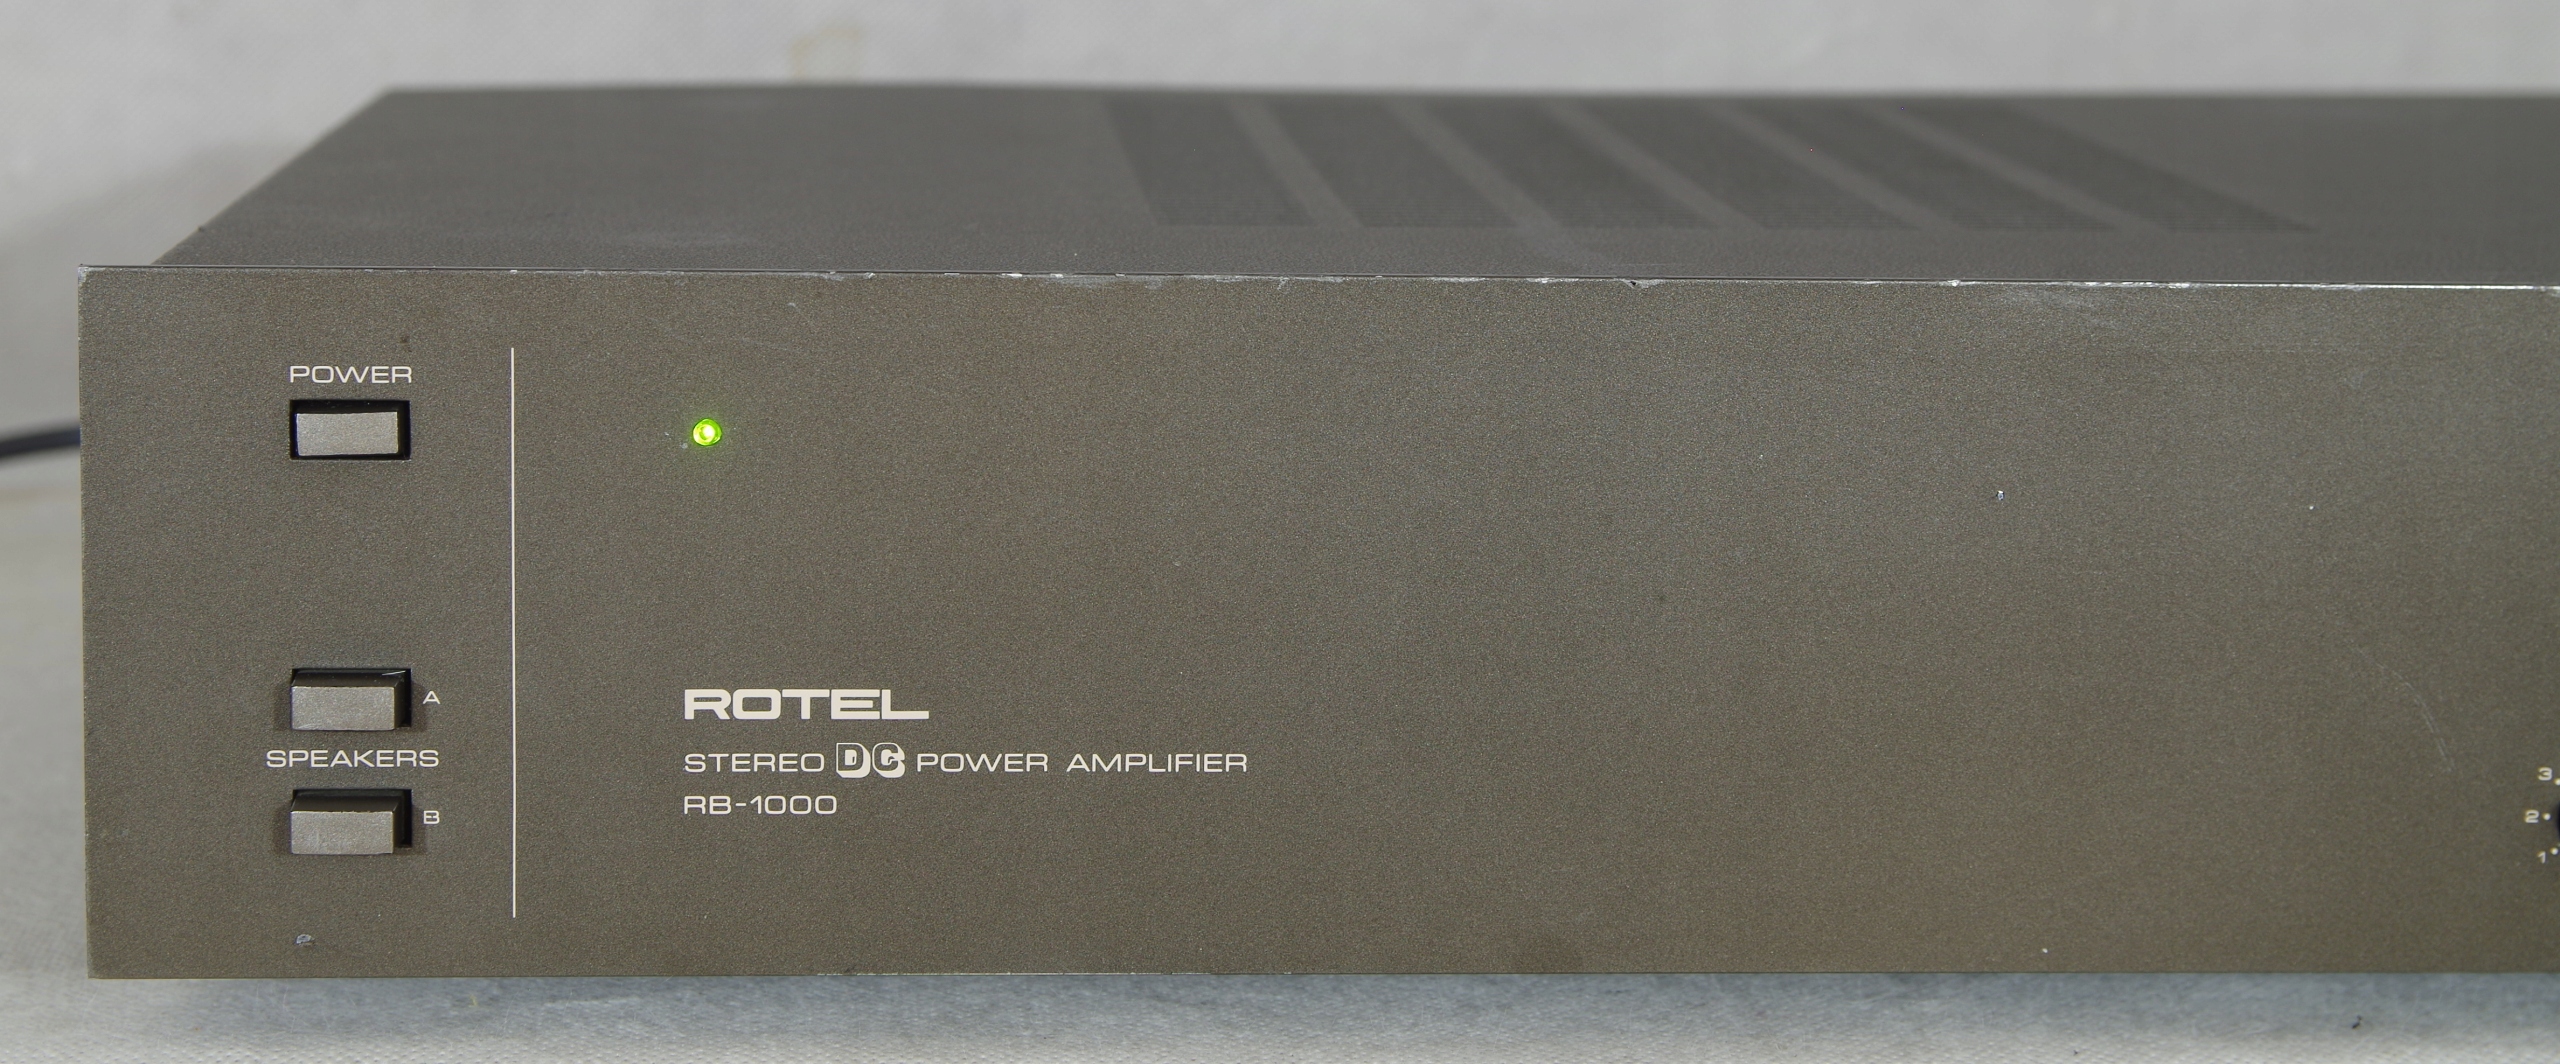 POWER
A
SPEAKERS
B
ROTEL
STEREO DC POWER AMPLIFIER
RB-1000
3
2
1